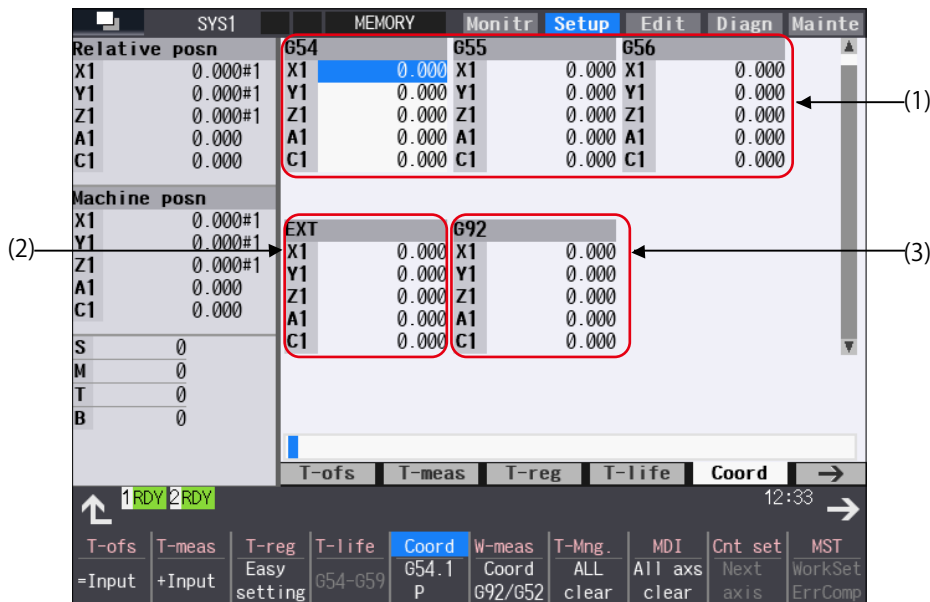 SYS1 MEMORY Monitr Setup Edit Diagn Mainte
Relative posn
X1 0.000#1
Y1 0.000#1
Z1 0.000#1
A1 0.000
C1 0.000
Machine posn
X1 0.000#1
Y1 0.000#1
Z1 0.000#1
A1 0.000
C1 0.000
S 0
M 0
T 0
B 0
G54 G55 G56
X1 0.000 X1 0.000 X1 0.000
Y1 0.000 Y1 0.000 Y1 0.000
Z1 0.000 Z1 0.000 Z1 0.000
A1 0.000 A1 0.000 A1 0.000
C1 0.000 C1 0.000 C1 0.000
(1)
EXT G92
X1 0.000 X1 0.000
Y1 0.000 Y1 0.000
Z1 0.000 Z1 0.000
A1 0.000 A1 0.000
C1 0.000 C1 0.000
(2)
(3)
T-ofs T-meas T-reg T-life Coord →
1 RDY 2 RDY 12:33
T-ofs T-meas T-reg T-life Coord W-meas T-Mng. MDI Cnt set MST
=Input +Input Easy setting G54-G59 G54.1 P Coord G92/G52 ALL clear All axs clear Next axis WorkSet ErrComp